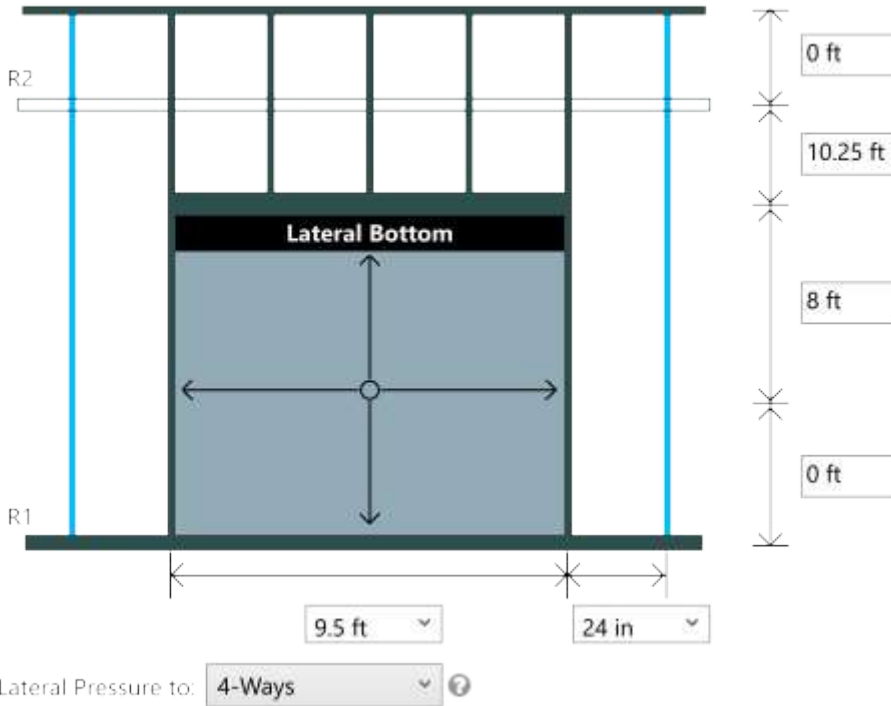 0 ft
R2
10.25 ft
Lateral Bottom
8 ft
0 ft
R1
9.5 ft
24 in
Lateral Pressure to: 4-Ways ?